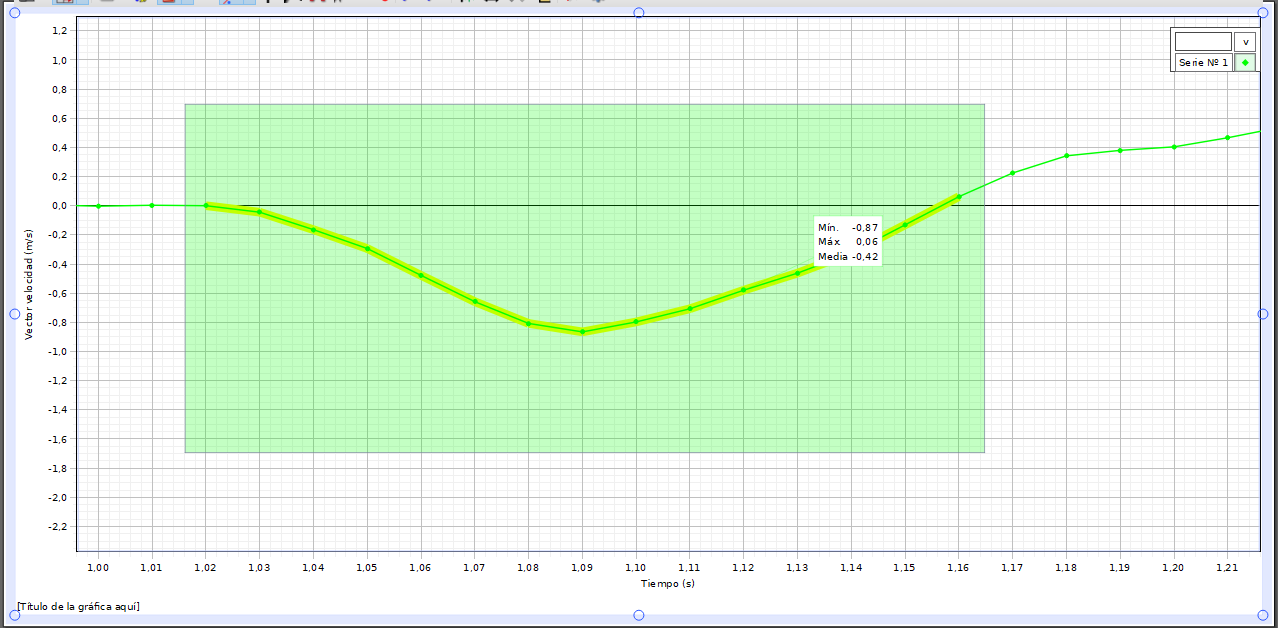 1,2
1,0
0,8
0,6
0,4
0,2
0,0
-0,2
-0,4
-0,6
-0,8
-1,0
-1,2
-1,4
-1,6
-1,8
-2,0
-2,2
Vector velocidad (m/s)
v
Serie Nº 1
Mín. -0,87
Máx 0,06
Media -0,42
1,00 1,01 1,02 1,03 1,04 1,05 1,06 1,07 1,08 1,09 1,10 1,11 1,12 1,13 1,14 1,15 1,16 1,17 1,18 1,19 1,20 1,21
Tiempo (s)
[Título de la gráfica aquí]